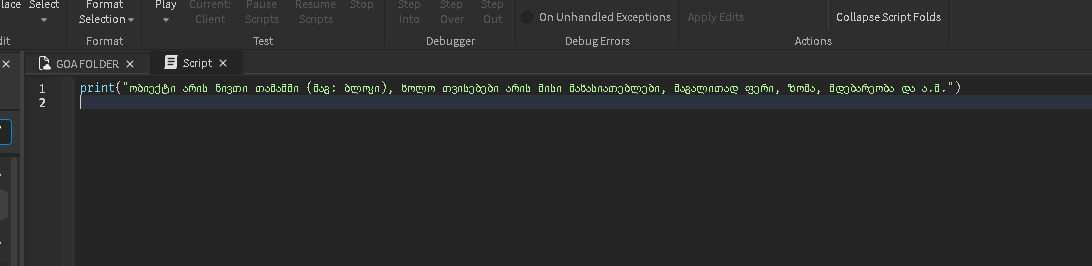 lace Select Format Selection Play Current: Client Pause Scripts Resume Scripts Stop Step Into Step Over Step Out On Unhandled Exceptions Apply Edits Collapse Script Folds
dit Format Test Debugger Debug Errors Actions
GOA FOLDER Script
1 print("ობიექტი არის ნივთი თამაშში (მაგ: ბლოკი), ხოლო თვისებები არის მისი მახასიათებლები, მაგალითად ფერი, ზომა, მდებარეობა და ა.შ.")
2